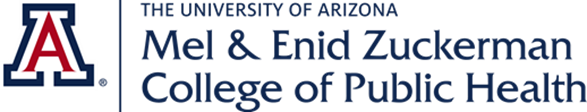 A®
THE UNIVERSITY OF ARIZONA
Mel & Enid Zuckerman
College of Public Health